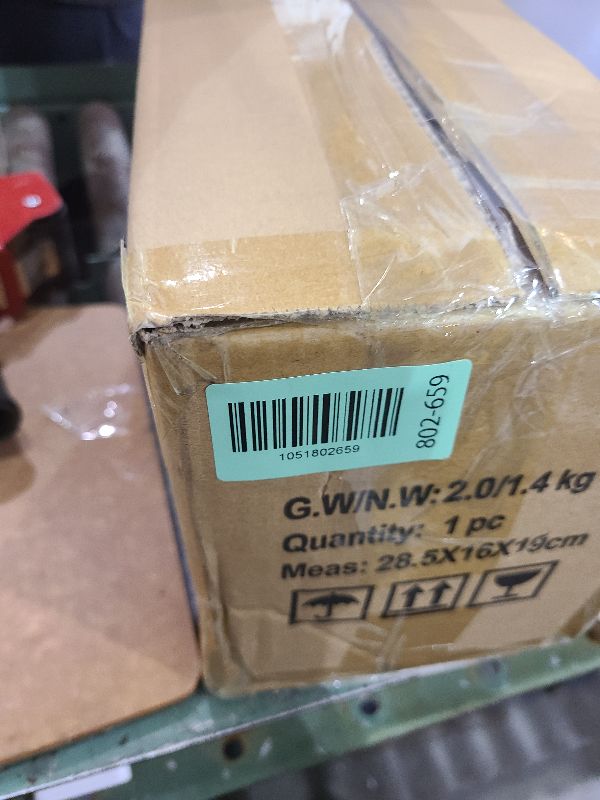 1051802659
802-659
G.W/N.W: 2.0/1.4 kg
Quantity: 1 pc
Meas: 28.5X16X19cm